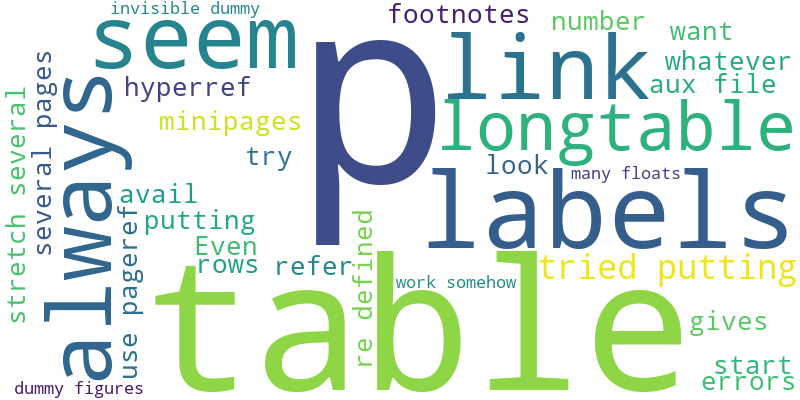 invisible dummy
footnotes
number
seem
want
p
link
whatever
hyperref
aux file
always
minipages
longtable
several pages
stretch several
try
look
many floats
labels
avail
putting
Even
rows
refer
re defined
use pageref
tried putting
work somehow
table
gives
start
errors
dummy figures